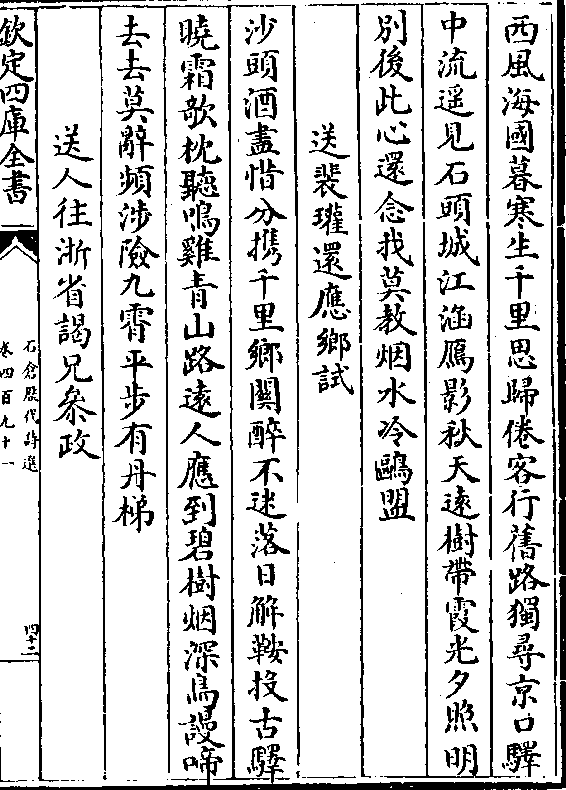 西風海國暮寒生千里思歸倦客行舊路獨尋京口驛
中流遥見石頭城江涵鴈影秋天遠樹帶霞光夕照明
別後此心還念我莫教烟水冷鷗盟
送裴瓘還應鄉試
沙頭酒盡惜分擕千里鄉關醉不迷落日解鞍投古驛
曉霜欹枕聽鳴雞青山路遠人應到碧樹烟深鳥謾啼
去去莫辭頻涉險九霄平步有丹梯
送人往浙省謁兄叅政
欽定四庫全書
石倉歷代詩選
卷四百九十一
四十二